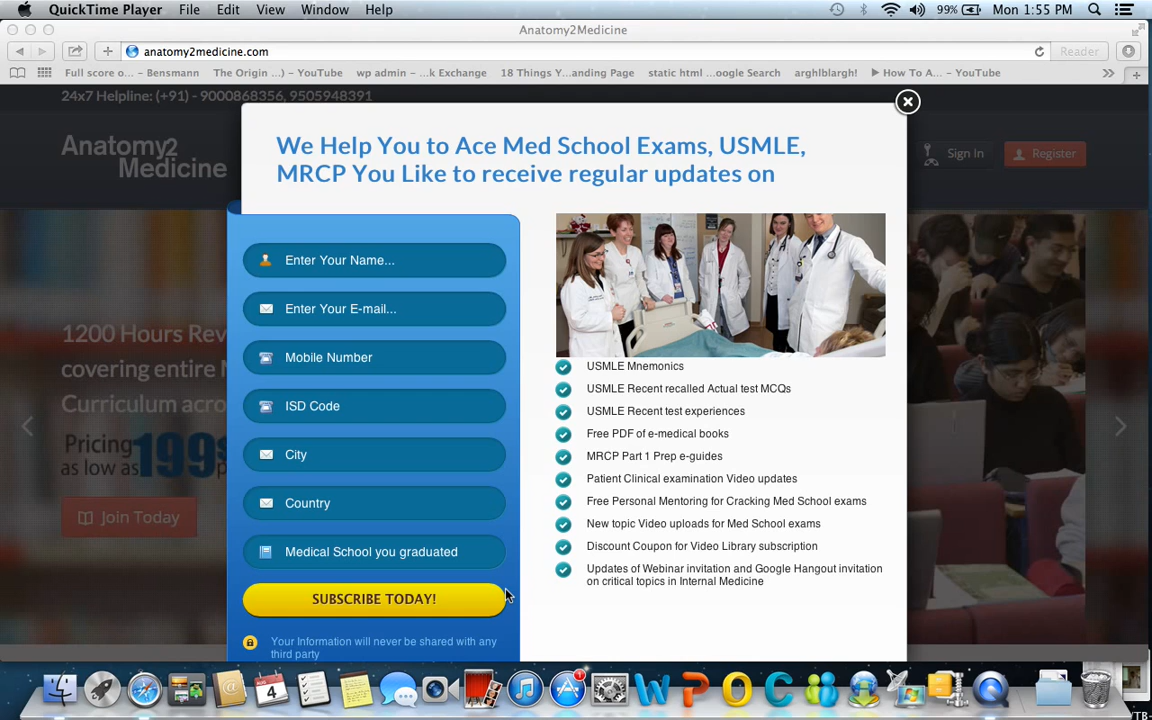 QuickTime Player File Edit View Window Help 99% Mon 1:55 PM
Anatomy2Medicine
anatomy2medicine.com Reader
Full score o... – Bensmann The Origin ...) – YouTube wp admin – ...k Exchange 18 Things Y...anding Page static html ...oogle Search arghlblargh! ▶ How To A... – YouTube
24x7 Helpline: (+91) - 9000868356, 9505948391
Anatomy2
Medicine
Sign In Register
We Help You to Ace Med School Exams, USMLE,
MRCP You Like to receive regular updates on
Enter Your Name...
Enter Your E-mail...
Mobile Number
ISD Code
City
Country
Medical School you graduated
SUBSCRIBE TODAY!
Your Information will never be shared with any
third party
USMLE Mnemonics
USMLE Recent recalled Actual test MCQs
USMLE Recent test experiences
Free PDF of e-medical books
MRCP Part 1 Prep e-guides
Patient Clinical examination Video updates
Free Personal Mentoring for Cracking Med School exams
New topic Video uploads for Med School exams
Discount Coupon for Video Library subscription
Updates of Webinar invitation and Google Hangout invitation
on critical topics in Internal Medicine
1200 Hours Rev
covering entire
Curriculum acro
Pricing
as low as 199$
Join Today
AUG
4
1